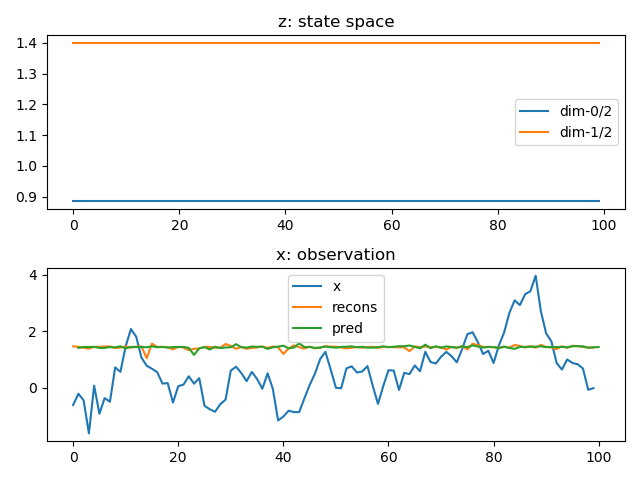 z: state space
1.4
1.3
1.2
1.1
1.0
0.9
dim-0/2
dim-1/2
0 20 40 60 80 100
x: observation
4
2
0
x
recons
pred
0 20 40 60 80 100